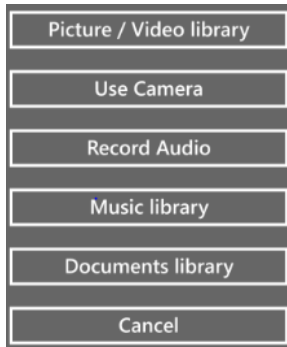 Picture / Video library
Use Camera
Record Audio
Music library
Documents library
Cancel